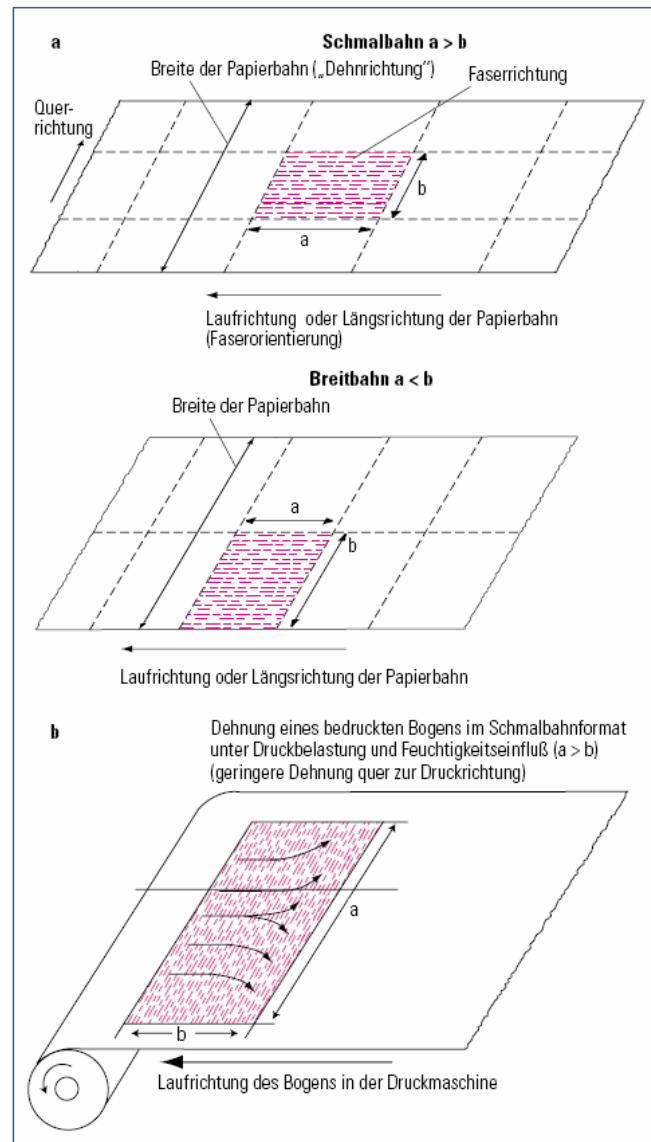 a
Schmalbahn a > b
Breite der Papierbahn („Dehnrichtung“)
Faserrichtung
Quer-
richtung
b
a
Laufrichtung oder Längsrichtung der Papierbahn
(Faserorientierung)
Breitbahn a < b
Breite der Papierbahn
a
b
Laufrichtung oder Längsrichtung der Papierbahn
b
Dehnung eines bedruckten Bogens im Schmalbahnformat
unter Druckbelastung und Feuchtigkeitseinfluß (a > b)
(geringere Dehnung quer zur Druckrichtung)
a
b
Laufrichtung des Bogens in der Druckmaschine